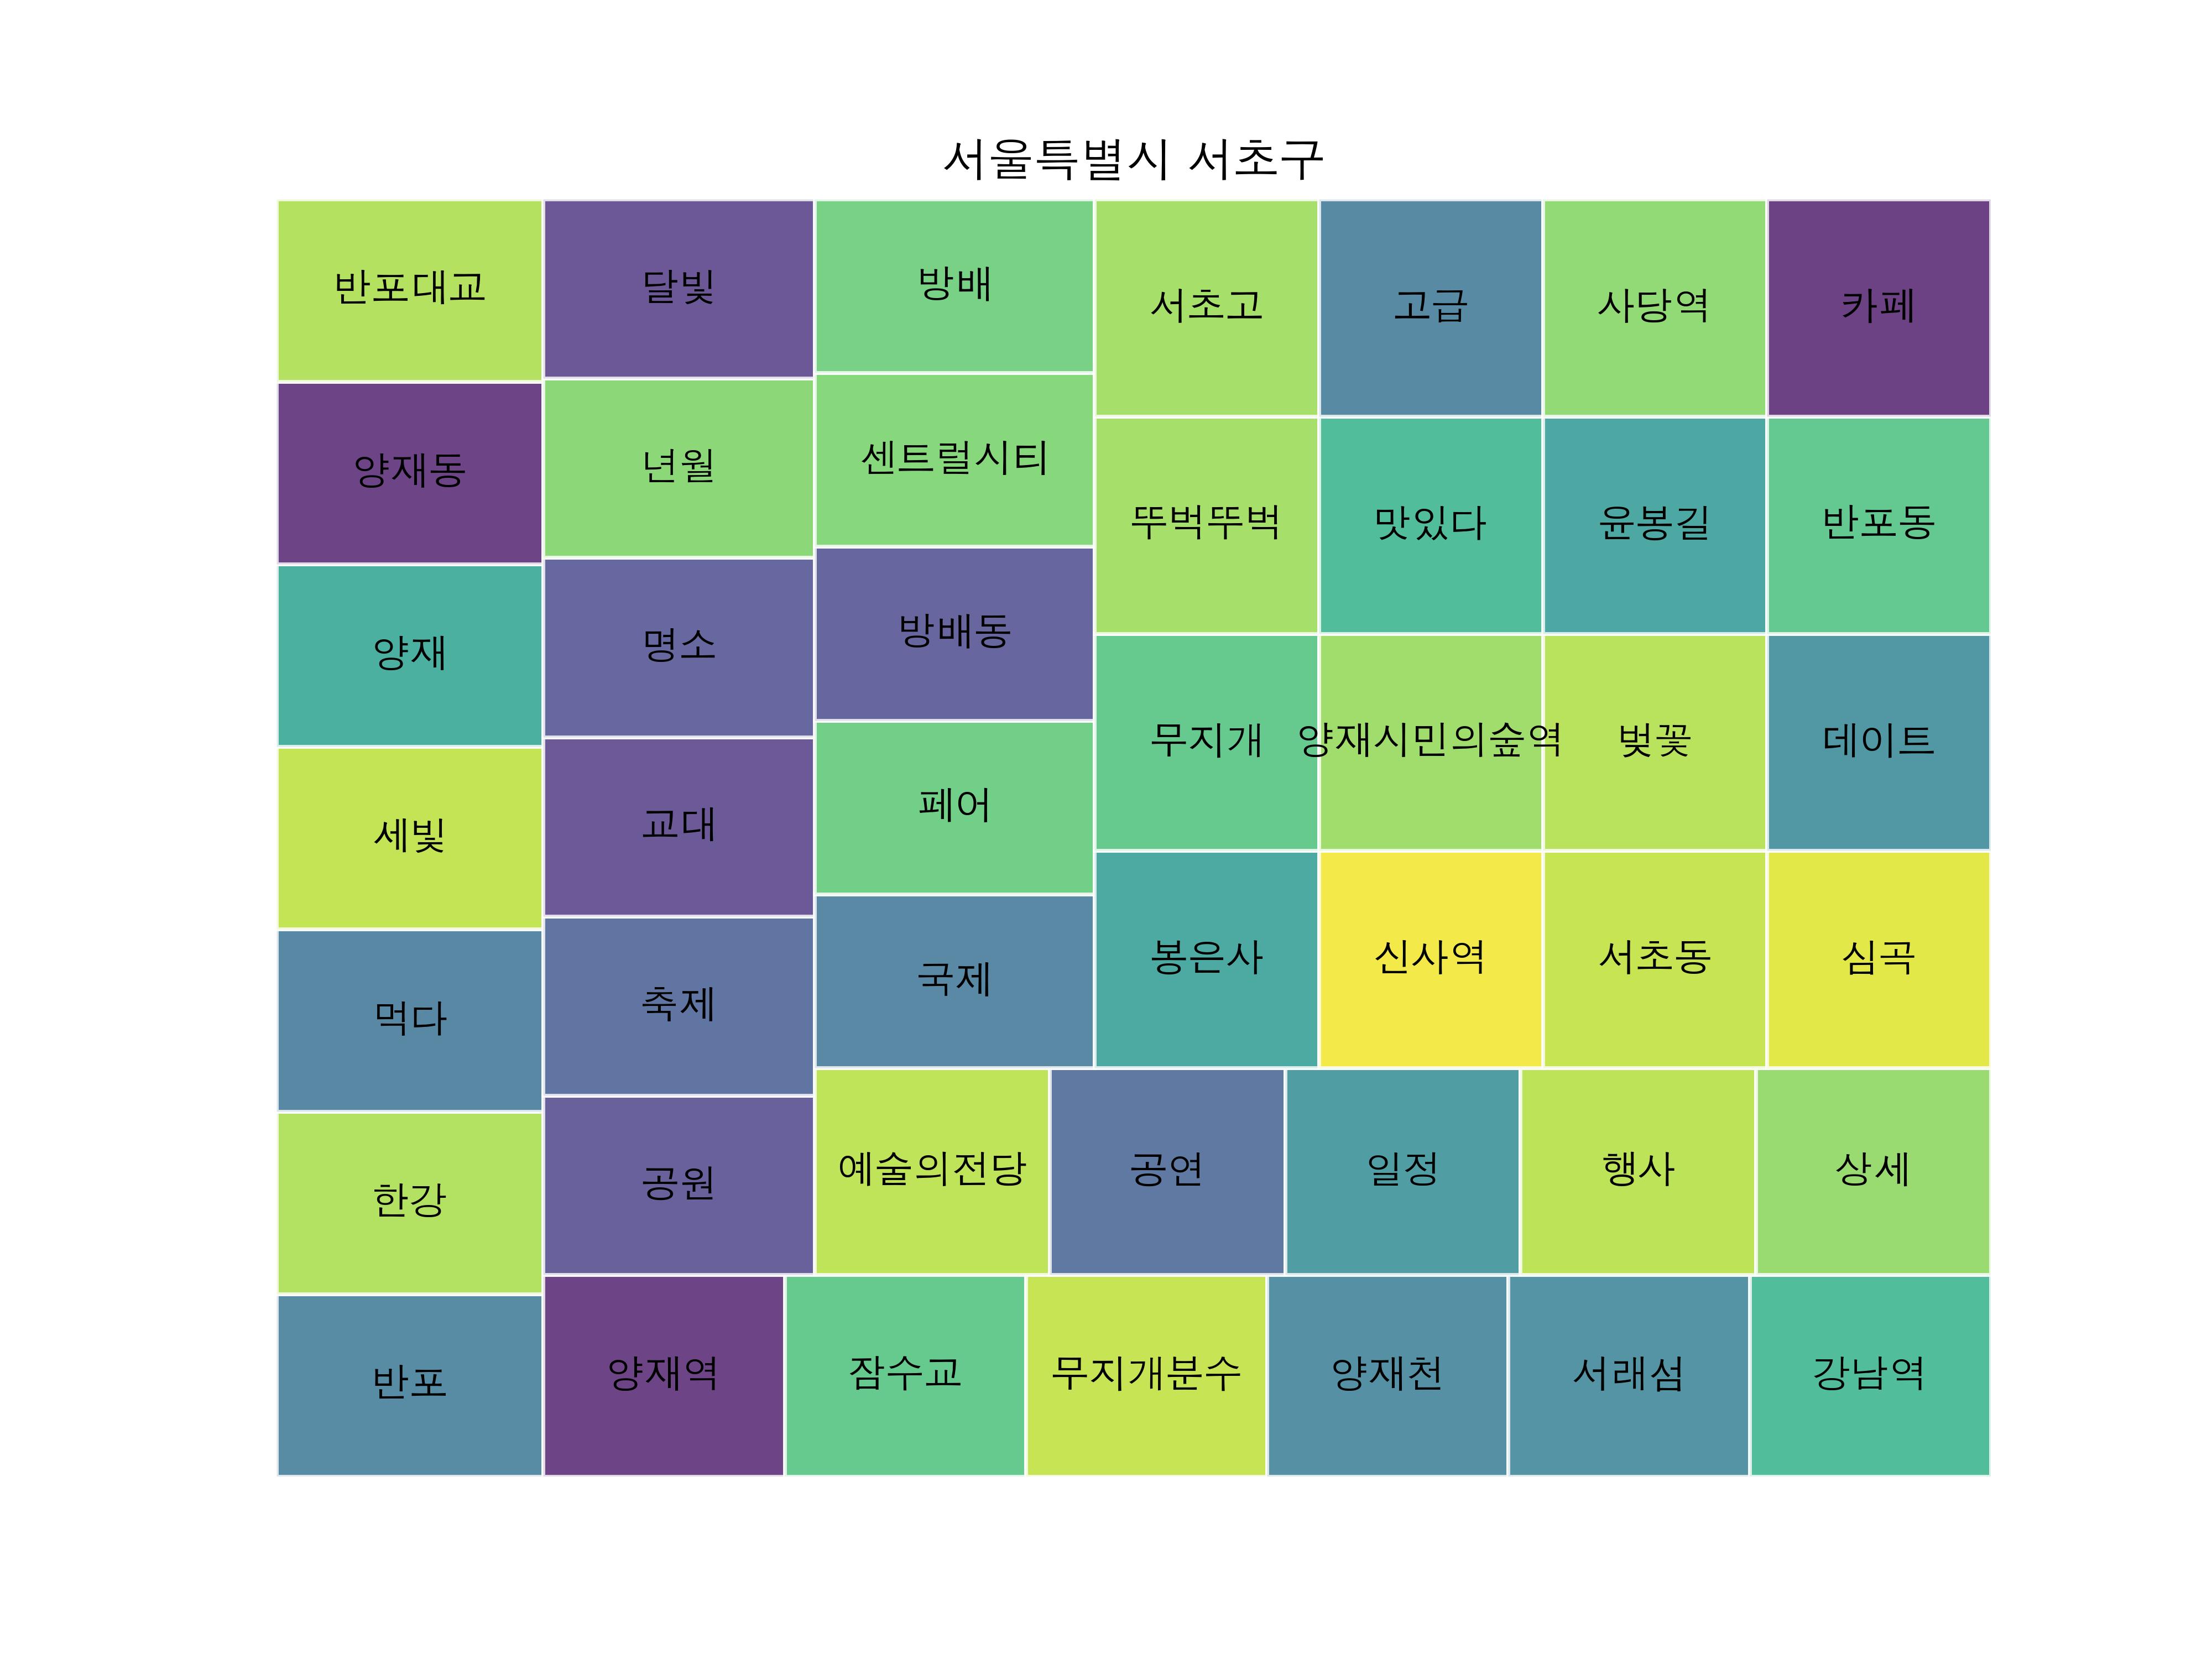 서울특별시 서초구
반포대교
달빛
방배
서초고
고급
사당역
카페
양재동
년월
센트럴시티
뚜벅뚜벅
맛있다
윤봉길
반포동
양재
명소
방배동
무지개
양재시민의숲역
벚꽃
데이트
세빛
교대
페어
봉은사
신사역
서초동
심곡
먹다
축제
국제
한강
공원
예술의전당
공연
일정
행사
상세
반포
양재역
잠수교
무지개분수
양재천
서래섬
강남역